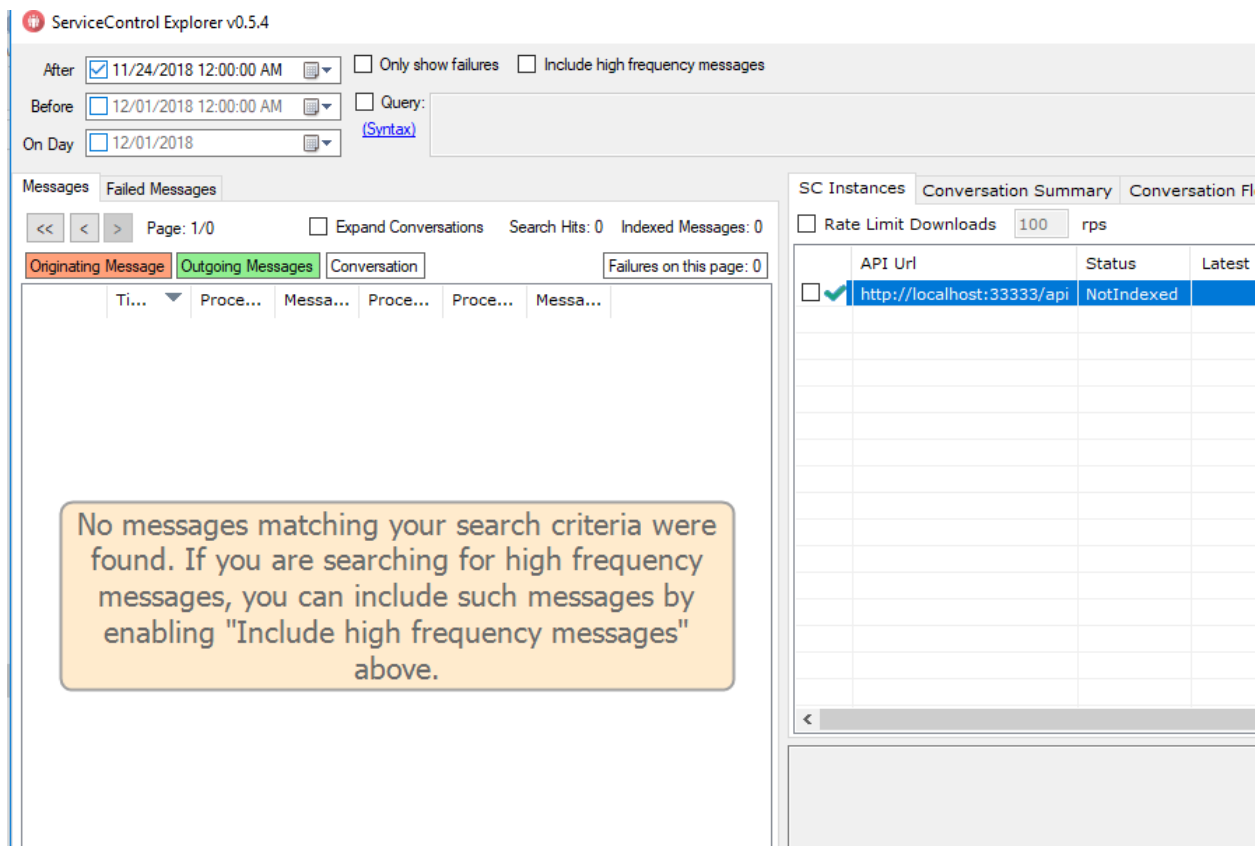 ServiceControl Explorer v0.5.4
After 11/24/2018 12:00:00 AM Only show failures Include high frequency messages
Before 12/01/2018 12:00:00 AM Query:
(Syntax)
On Day 12/01/2018
Messages Failed Messages
<< < > Page: 1/0 Expand Conversations Search Hits: 0 Indexed Messages: 0
Originating Message Outgoing Messages Conversation Failures on this page: 0
Ti... Proce... Messa... Proce... Proce... Messa...
No messages matching your search criteria were
found. If you are searching for high frequency
messages, you can include such messages by
enabling "Include high frequency messages"
above.
SC Instances Conversation Summary Conversation Fl
Rate Limit Downloads 100 rps
API Url Status Latest
http://localhost:33333/api NotIndexed
<